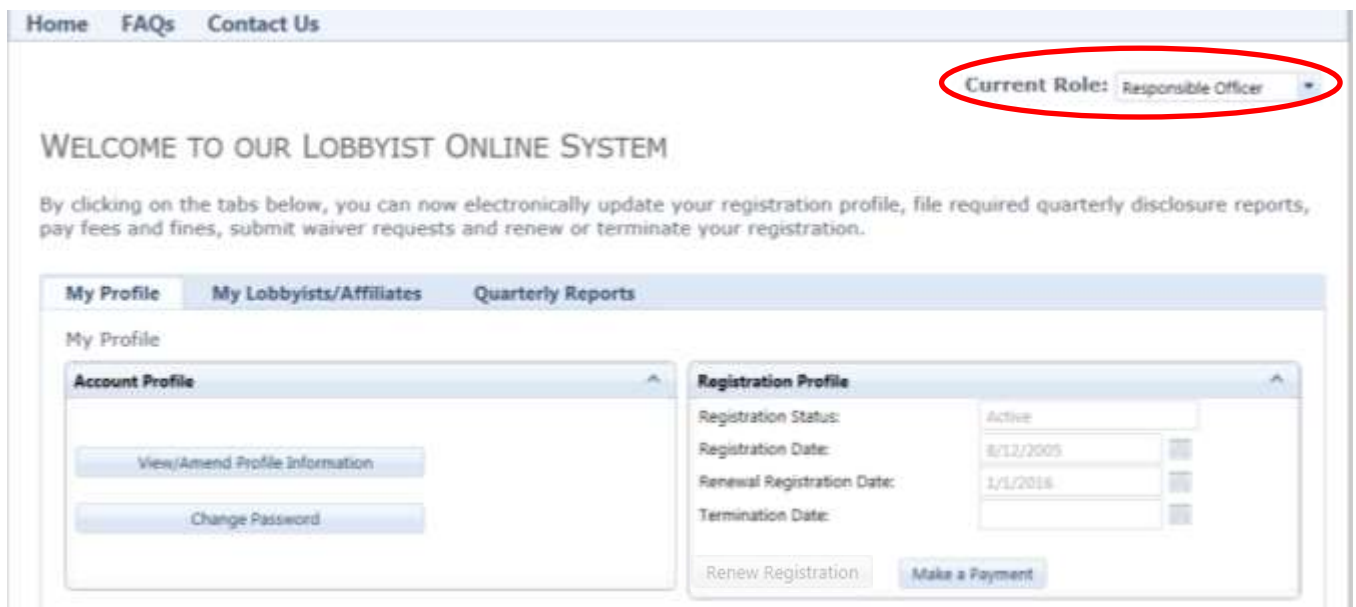 Home FAQs Contact Us
Current Role: Responsible Officer
WELCOME TO OUR LOBBYIST ONLINE SYSTEM
By clicking on the tabs below, you can now electronically update your registration profile, file required quarterly disclosure reports,
pay fees and fines, submit waiver requests and renew or terminate your registration.
My Profile My Lobbyists/Affiliates Quarterly Reports
My Profile
Account Profile
View/Amend Profile Information
Change Password
Registration Profile
Registration Status: Active
Registration Date: 8/12/2005
Renewal Registration Date: 1/1/2016
Termination Date:
Renew Registration Make a Payment